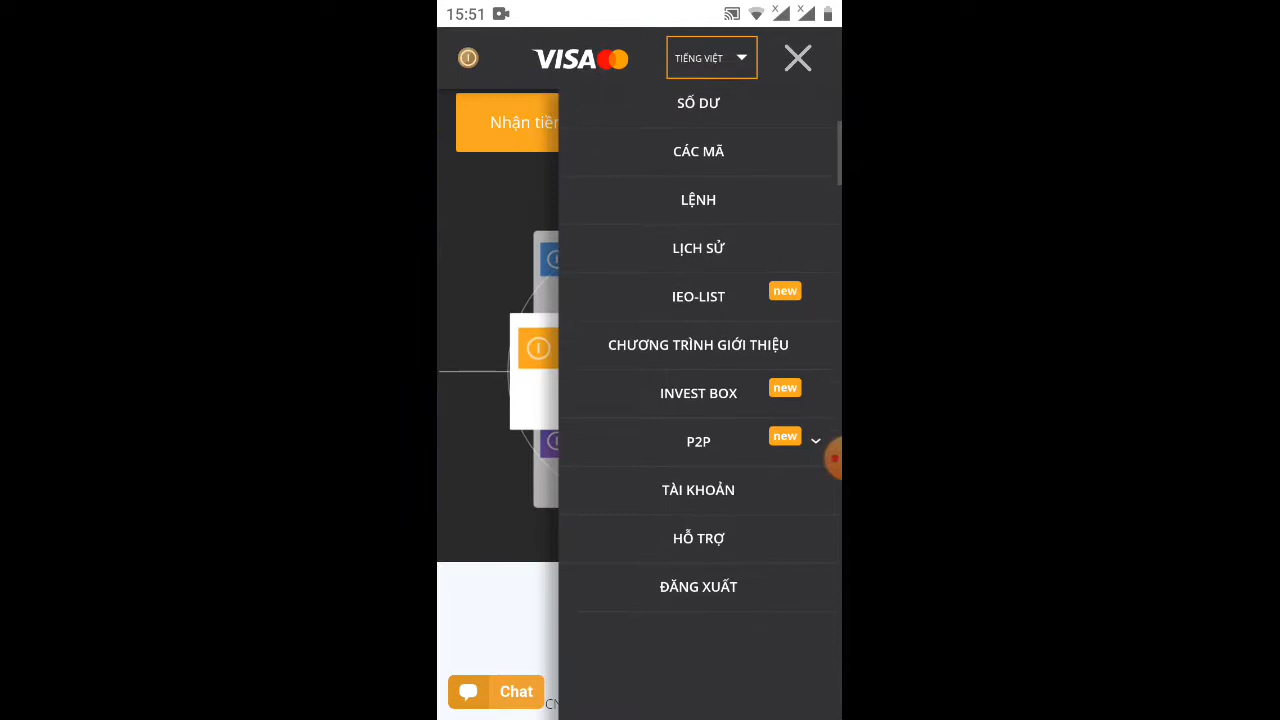 15:51
VISA
TIẾNG VIỆT
Nhận
SỐ DƯ
CÁC MÃ
LỆNH
LỊCH SỬ
IEO-LIST new
CHƯƠNG TRÌNH GIỚI THIỆU
INVEST BOX new
P2P new
TÀI KHOẢN
HỖ TRỢ
ĐĂNG XUẤT
Chat